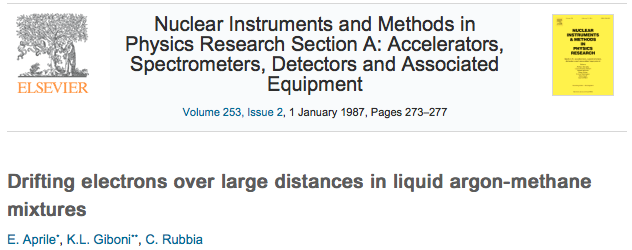 Nuclear Instruments and Methods in
Physics Research Section A: Accelerators,
Spectrometers, Detectors and Associated
Equipment
ELSEVIER
Volume 253, Issue 2, 1 January 1987, Pages 273–277
NUCLEAR
INSTRUMENTS
& METHODS
IN
PHYSICS
RESEARCH
Drifting electrons over large distances in liquid argon-methane
mixtures
E. Aprile*, K.L. Giboni**, C. Rubbia